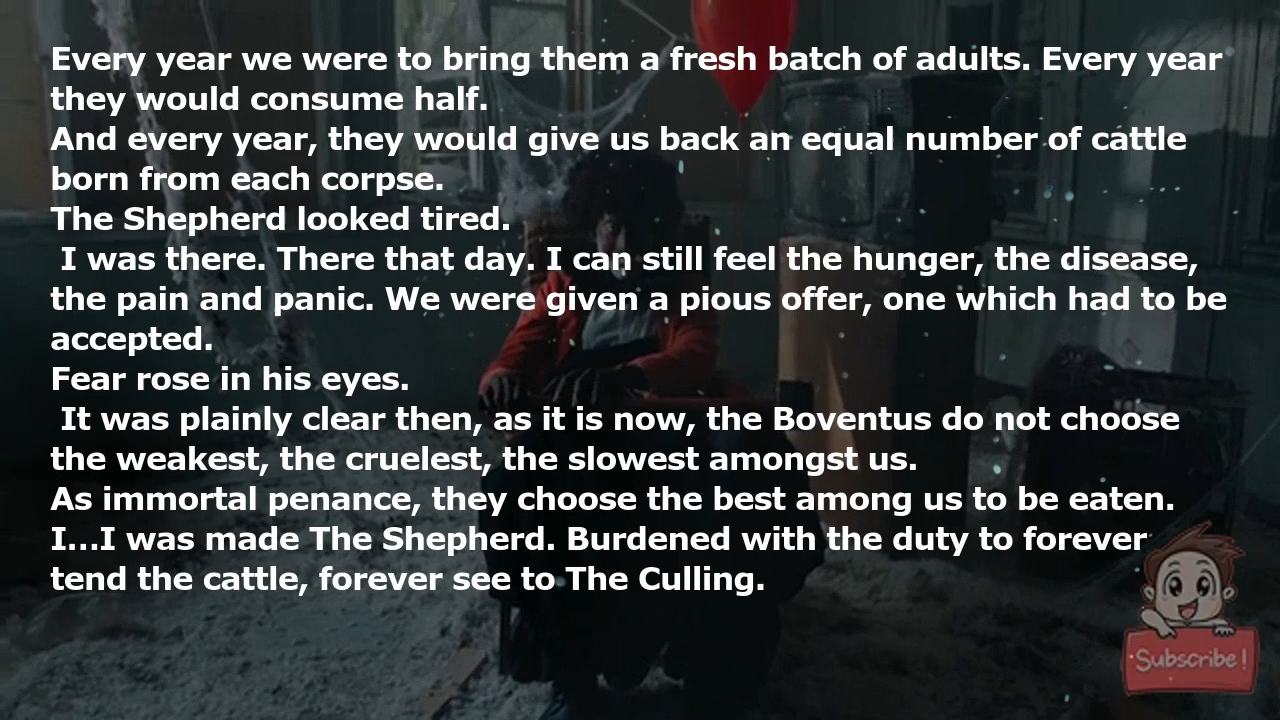 Every year we were to bring them a fresh batch of adults. Every year
they would consume half.
And every year, they would give us back an equal number of cattle
born from each corpse.
The Shepherd looked tired.
I was there. There that day. I can still feel the hunger, the disease,
the pain and panic. We were given a pious offer, one which had to be
accepted.
Fear rose in his eyes.
It was plainly clear then, as it is now, the Boventus do not choose
the weakest, the cruelest, the slowest amongst us.
As immortal penance, they choose the best among us to be eaten.
I...I was made The Shepherd. Burdened with the duty to forever
tend the cattle, forever see to The Culling.
Subscribe!